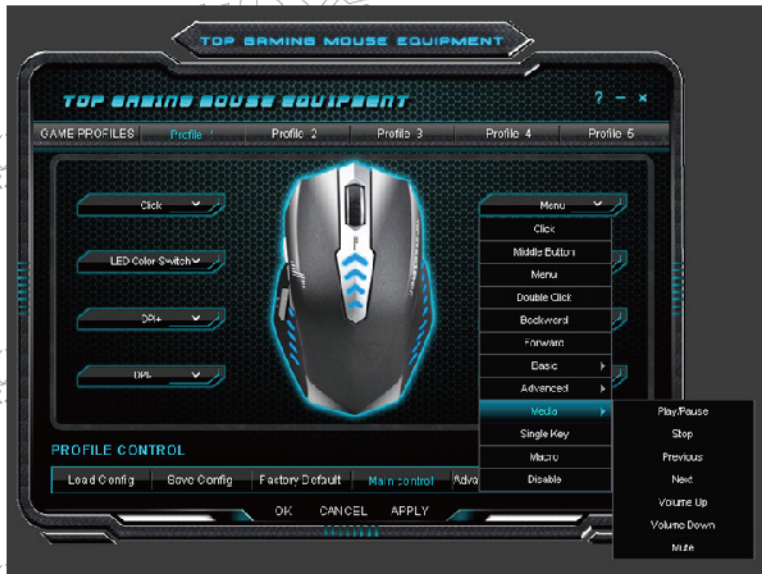 TOP GAMING MOUSE EQUIPMENT
TOP GAMING MOUSE EQUIPMENT
? − ×
GAME PROFILES Profile 1 Profile 2 Profile 3 Profile 4 Profile 5
Click
LED Color Switch
DPI+
DPI-
Menu
Click
Middle Button
Menu
Double Click
Backword
Forward
Basic
Advanced
Media
Single Key
Macro
Disable
Play/Pause
Stop
Previous
Next
Volume Up
Volume Down
Mute
PROFILE CONTROL
Load Config Save Config Factory Default Main control Adva
OK CANCEL APPLY